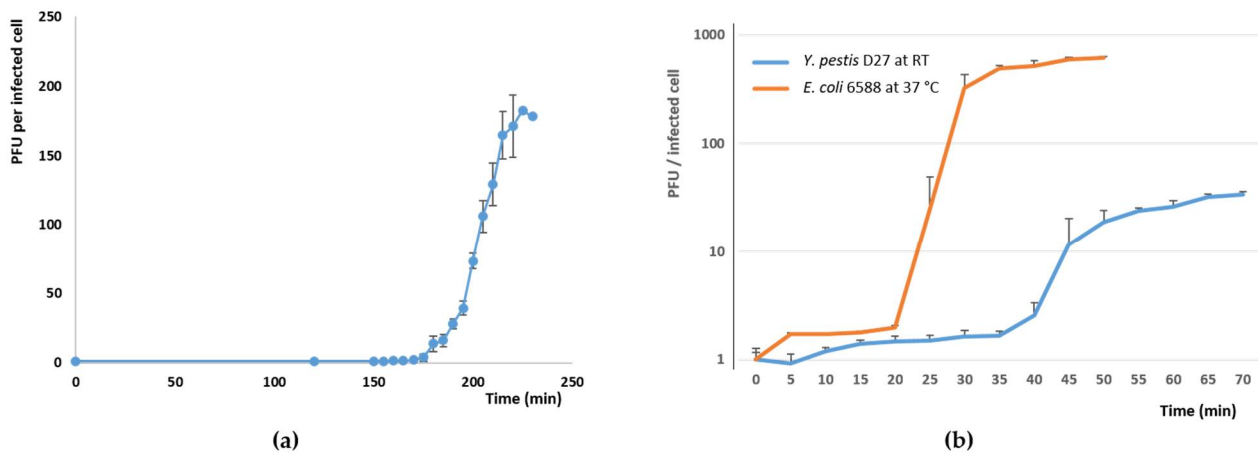 PFU per infected cell
250
200
150
100
50
0
0 50 100 150 200 250
Time (min)
(a)
PFU / infected cell
1000
100
10
1
Y. pestis D27 at RT
E. coli 6588 at 37 °C
0 5 10 15 20 25 30 35 40 45 50 55 60 65 70
Time (min)
(b)